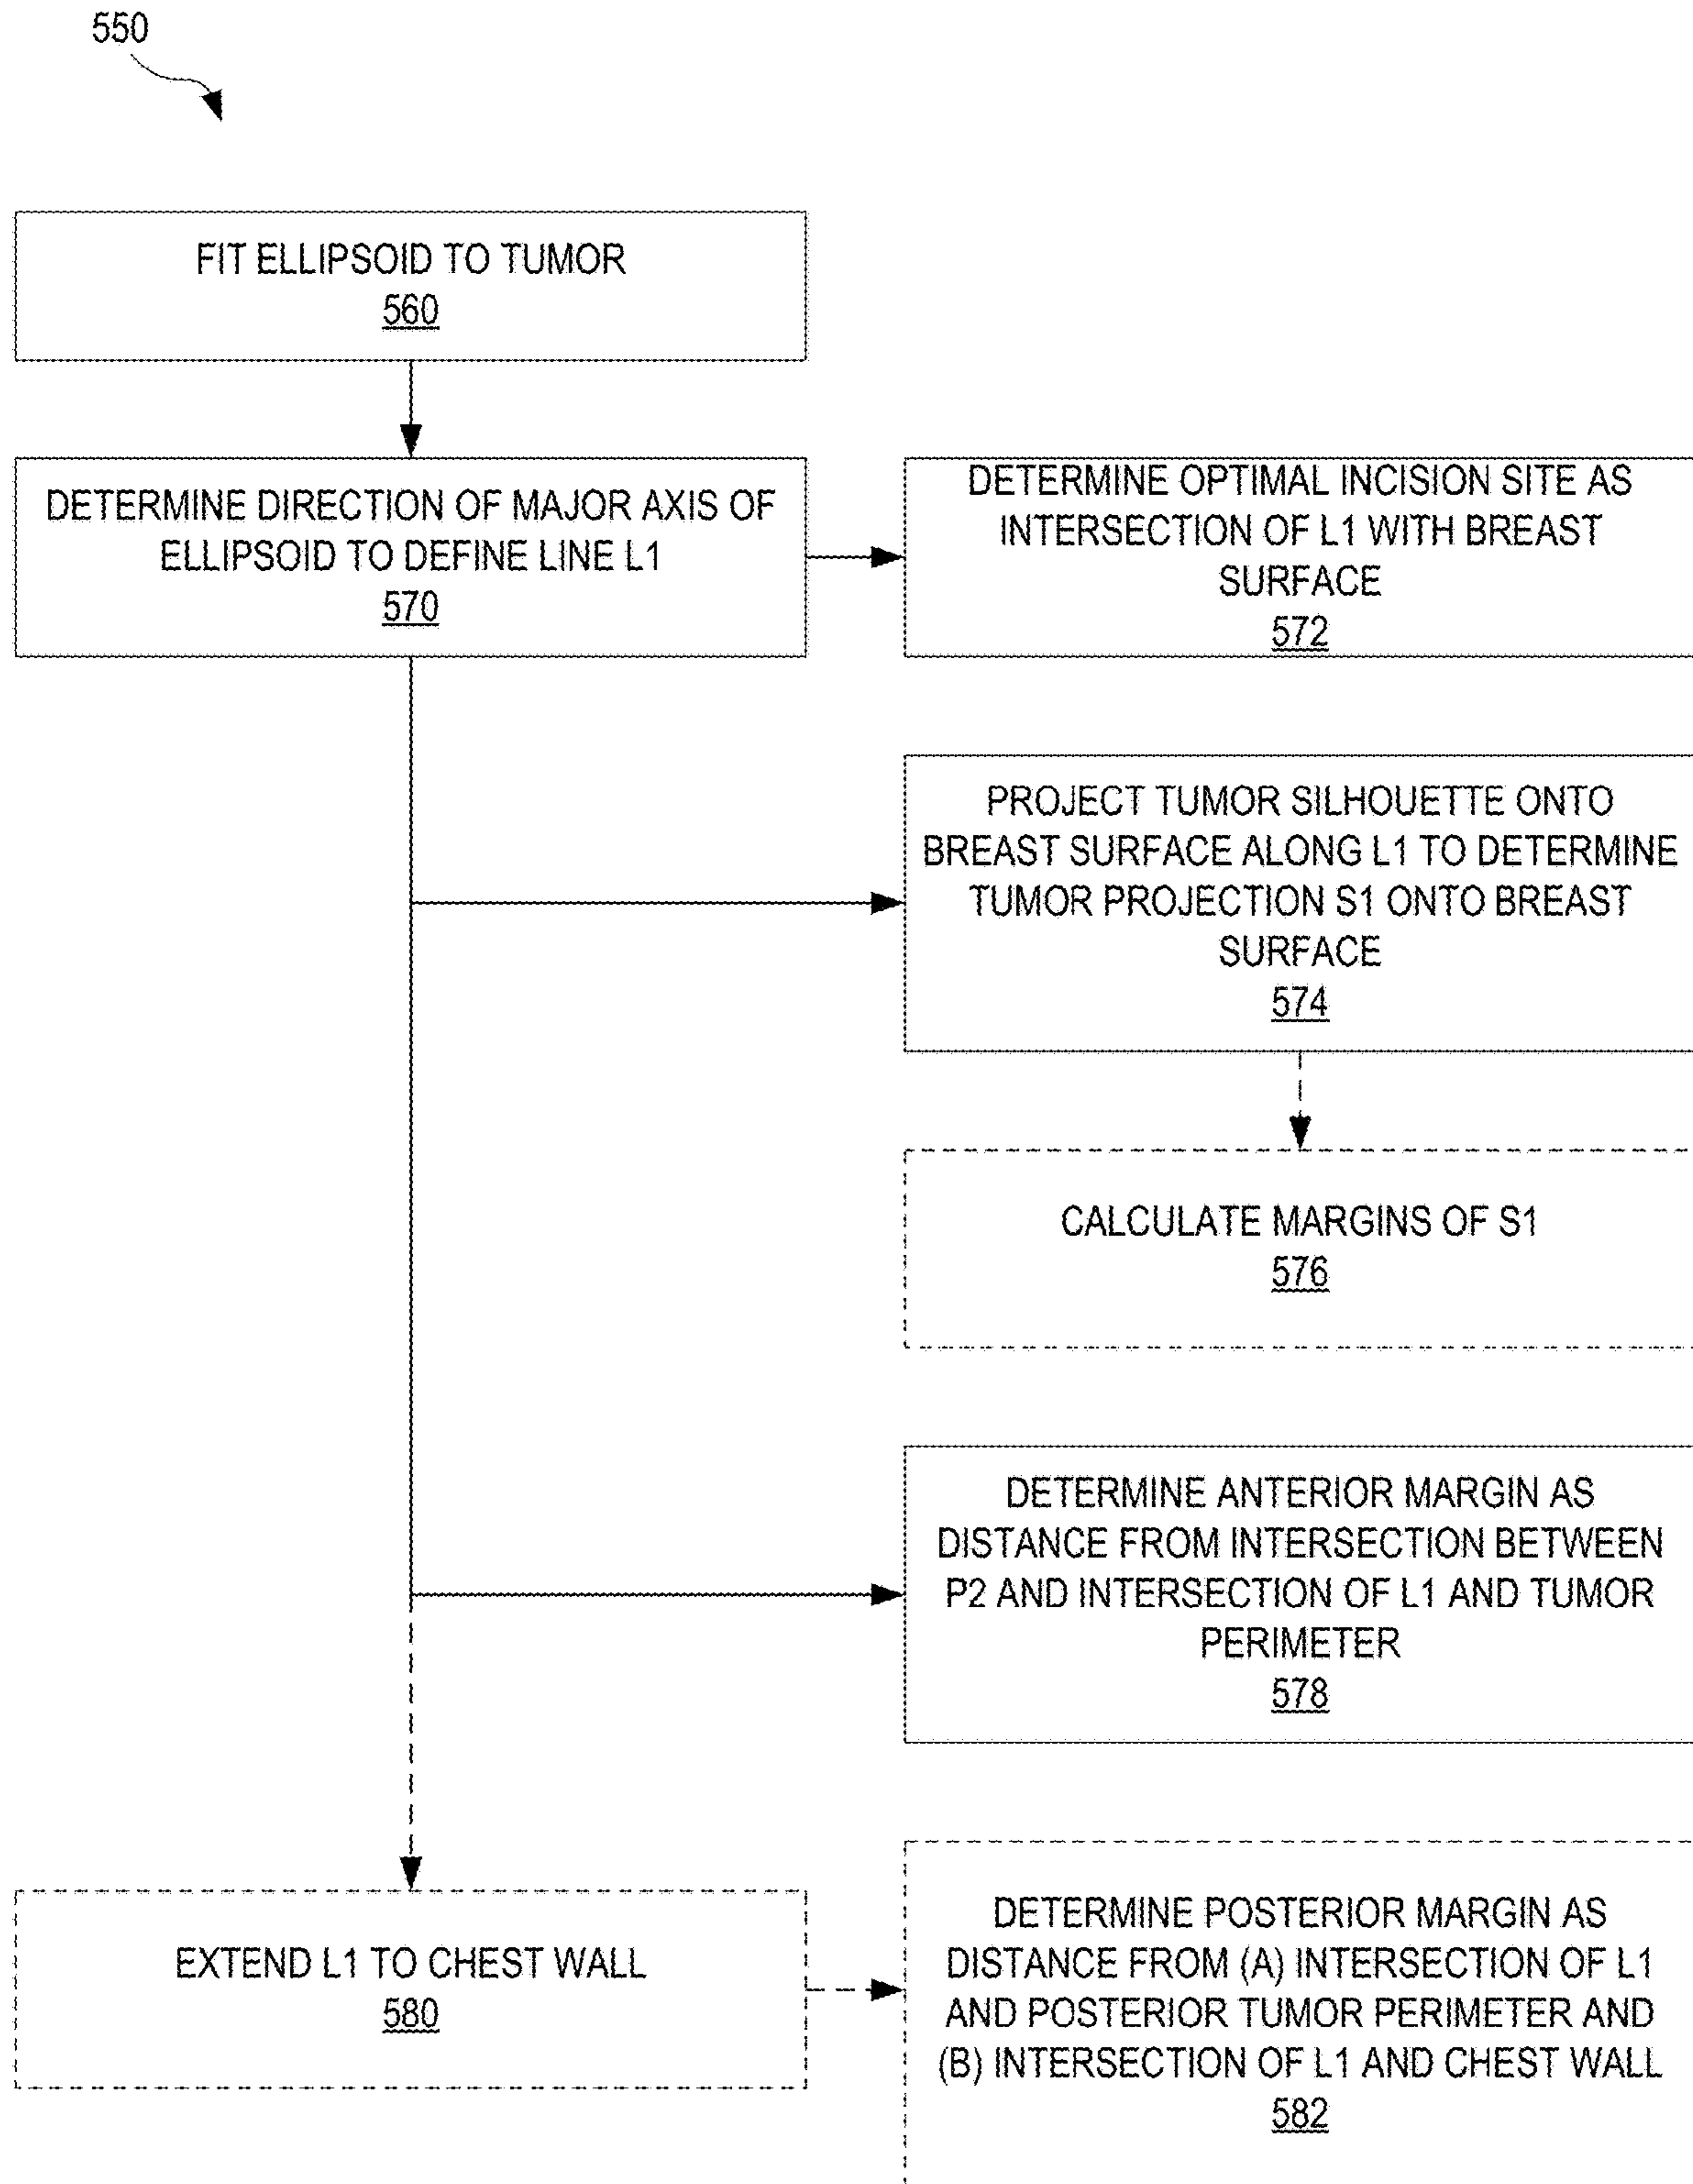 550
FIT ELLIPSOID TO TUMOR
560
DETERMINE DIRECTION OF MAJOR AXIS OF
ELLIPSOID TO DEFINE LINE L1
570
DETERMINE OPTIMAL INCISION SITE AS
INTERSECTION OF L1 WITH BREAST
SURFACE
572
PROJECT TUMOR SILHOUETTE ONTO
BREAST SURFACE ALONG L1 TO DETERMINE
TUMOR PROJECTION S1 ONTO BREAST
SURFACE
574
CALCULATE MARGINS OF S1
576
DETERMINE ANTERIOR MARGIN AS
DISTANCE FROM INTERSECTION BETWEEN
P2 AND INTERSECTION OF L1 AND TUMOR
PERIMETER
578
EXTEND L1 TO CHEST WALL
580
DETERMINE POSTERIOR MARGIN AS
DISTANCE FROM (A) INTERSECTION OF L1
AND POSTERIOR TUMOR PERIMETER AND
(B) INTERSECTION OF L1 AND CHEST WALL
582